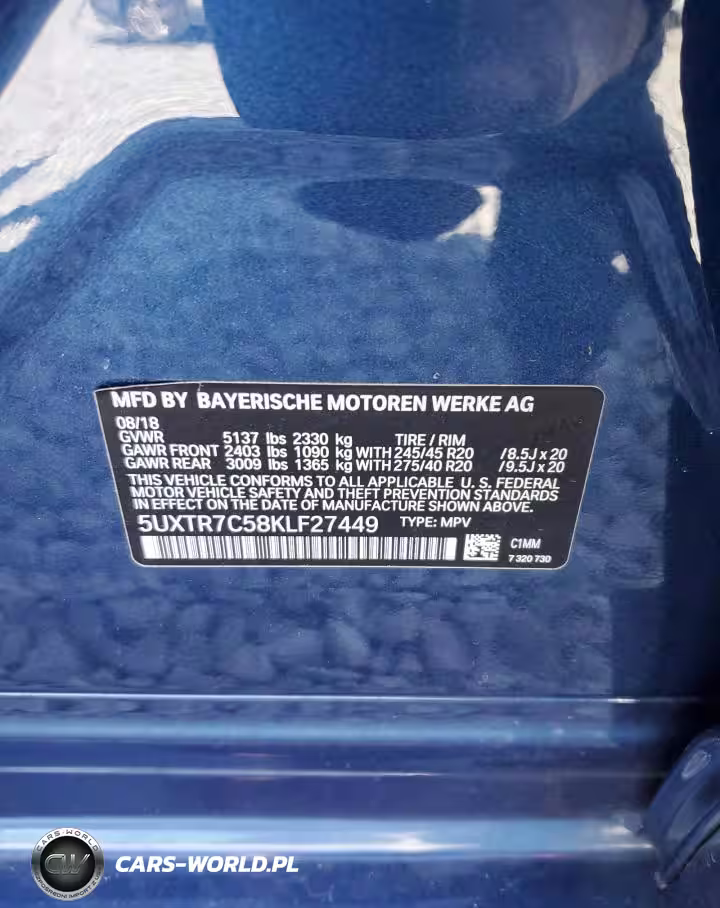 MFD BY BAYERISCHE MOTOREN WERKE AG
08/18
GVWR 5137 lbs 2330 kg TIRE / RIM
GAWR FRONT 2403 lbs 1090 kg WITH 245/45 R20 /8.5J x 20
GAWR REAR 3009 lbs 1365 kg WITH 275/40 R20 /9.5J x 20
THIS VEHICLE CONFORMS TO ALL APPLICABLE U. S. FEDERAL
MOTOR VEHICLE SAFETY AND THEFT PREVENTION STANDARDS
IN EFFECT ON THE DATE OF MANUFACTURE SHOWN ABOVE.
5UXTR7C58KLF27449 TYPE: MPV
C1MM
7 320 730
CARS-WORLD
CW
CARS-WORLD.PL